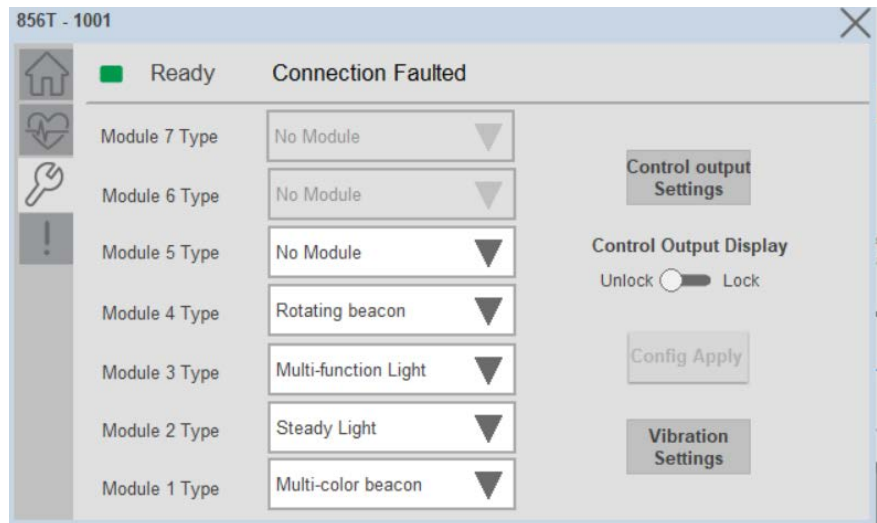 856T - 1001
Ready Connection Faulted
Module 7 Type No Module
Module 6 Type No Module
Module 5 Type No Module
Module 4 Type Rotating beacon
Module 3 Type Multi-function Light
Module 2 Type Steady Light
Module 1 Type Multi-color beacon
Control output
Settings
Control Output Display
Unlock Lock
Config Apply
Vibration
Settings